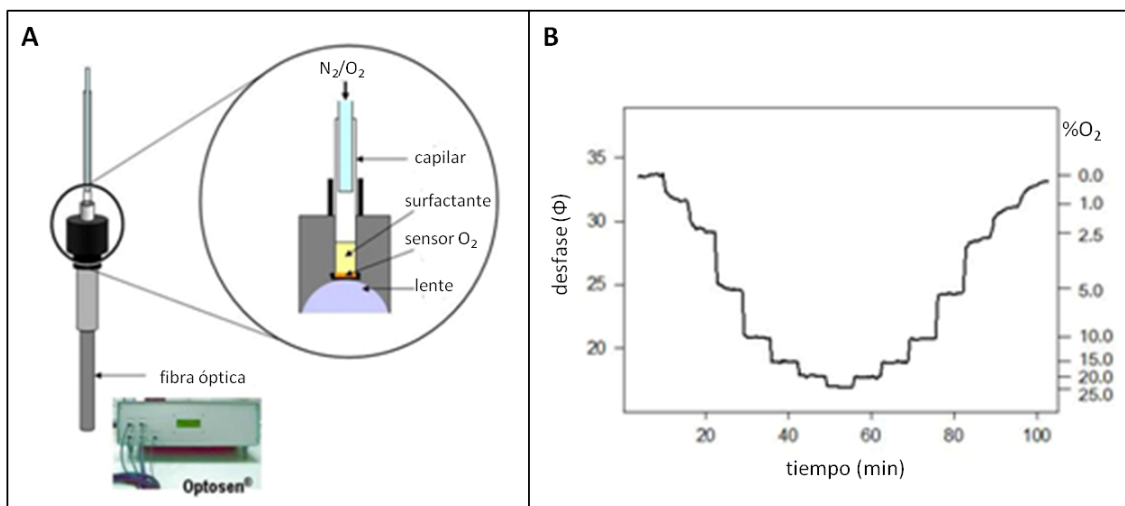 A
N₂/O₂
capilar
surfactante
sensor O₂
lente
fibra óptica
Optosen©
B
%O₂
desfase (Φ)
35
30
25
20
0.0
1.0
2.5
5.0
10.0
15.0
20.0
25.0
20
40
60
80
100
tiempo (min)